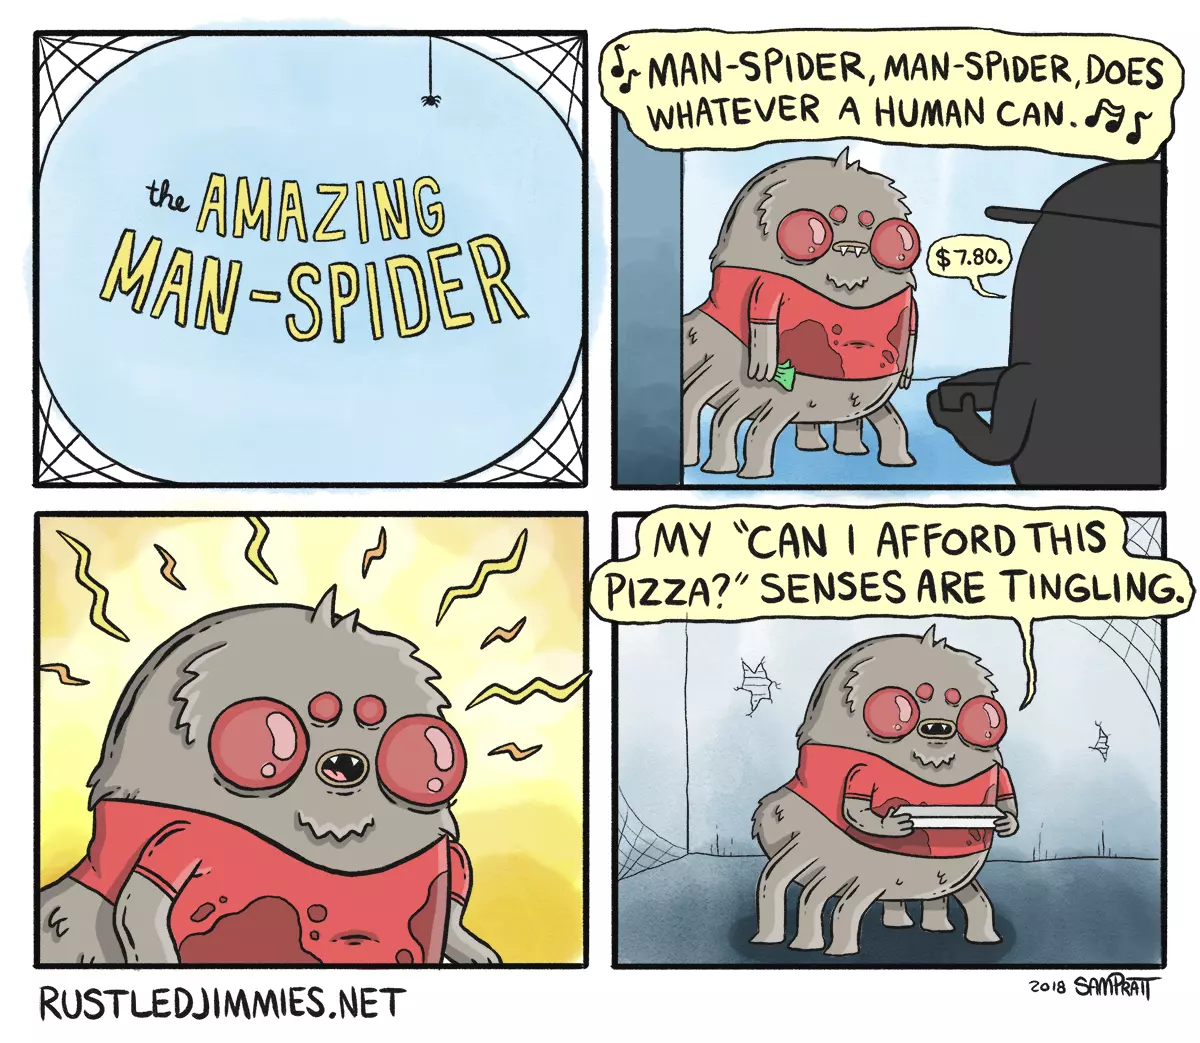 the AMAZING
MAN-SPIDER
MAN-SPIDER, MAN-SPIDER, DOES
WHATEVER A HUMAN CAN.
$7.80.
MY "CAN I AFFORD THIS
PIZZA?" SENSES ARE TINGLING.
RUSTLEDJIMMIES.NET
2018 SAMPRATT